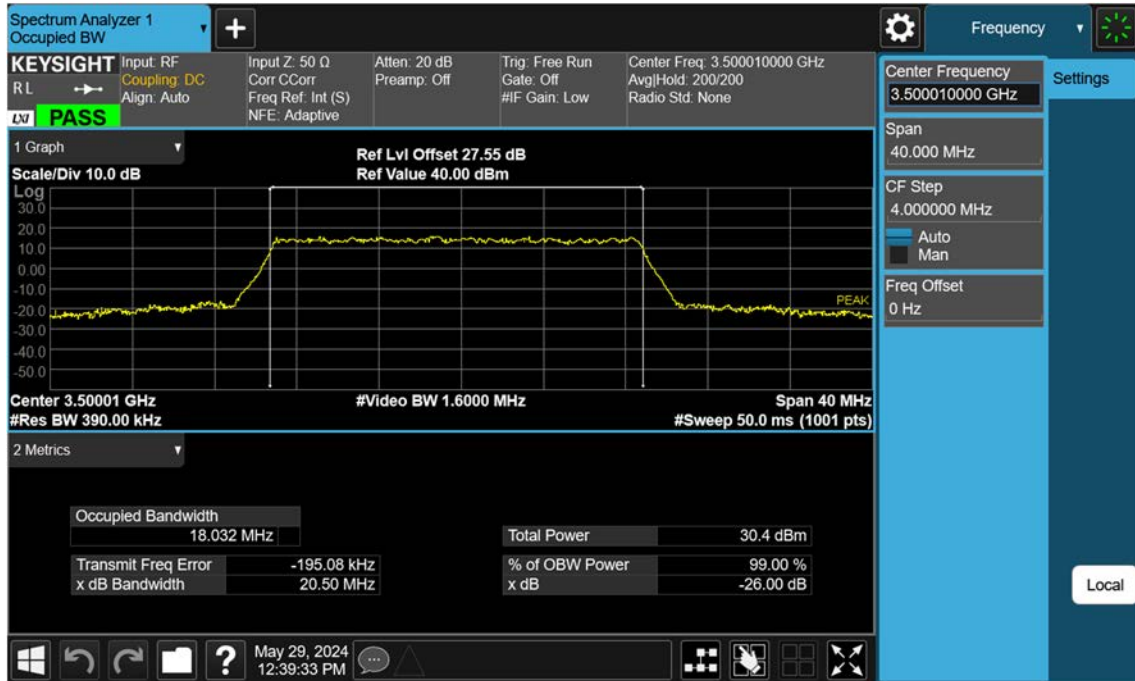 Spectrum Analyzer 1
Occupied BW
Frequency
KEYSIGHT
R L
LXI PASS
Input: RF
Coupling: DC
Align: Auto
Input Z: 50 Ω
Corr CCorr
Freq Ref: Int (S)
NFE: Adaptive
Atten: 20 dB
Preamp: Off
Trig: Free Run
Gate: Off
#IF Gain: Low
Center Freq: 3.500010000 GHz
Avg|Hold: 200/200
Radio Std: None
Center Frequency
3.500010000 GHz
Settings
Span
40.000 MHz
CF Step
4.000000 MHz
Auto
Man
Freq Offset
0 Hz
Local
1 Graph
Scale/Div 10.0 dB
Ref Lvl Offset 27.55 dB
Ref Value 40.00 dBm
Log
30.0
20.0
10.0
0.00
-10.0
-20.0
-30.0
-40.0
-50.0
PEAK
Center 3.50001 GHz
#Video BW 1.6000 MHz
Span 40 MHz
#Res BW 390.00 kHz
#Sweep 50.0 ms (1001 pts)
2 Metrics
Occupied Bandwidth
18.032 MHz
Total Power 30.4 dBm
Transmit Freq Error -195.08 kHz
% of OBW Power 99.00 %
x dB Bandwidth 20.50 MHz
x dB -26.00 dB
May 29, 2024
12:39:33 PM